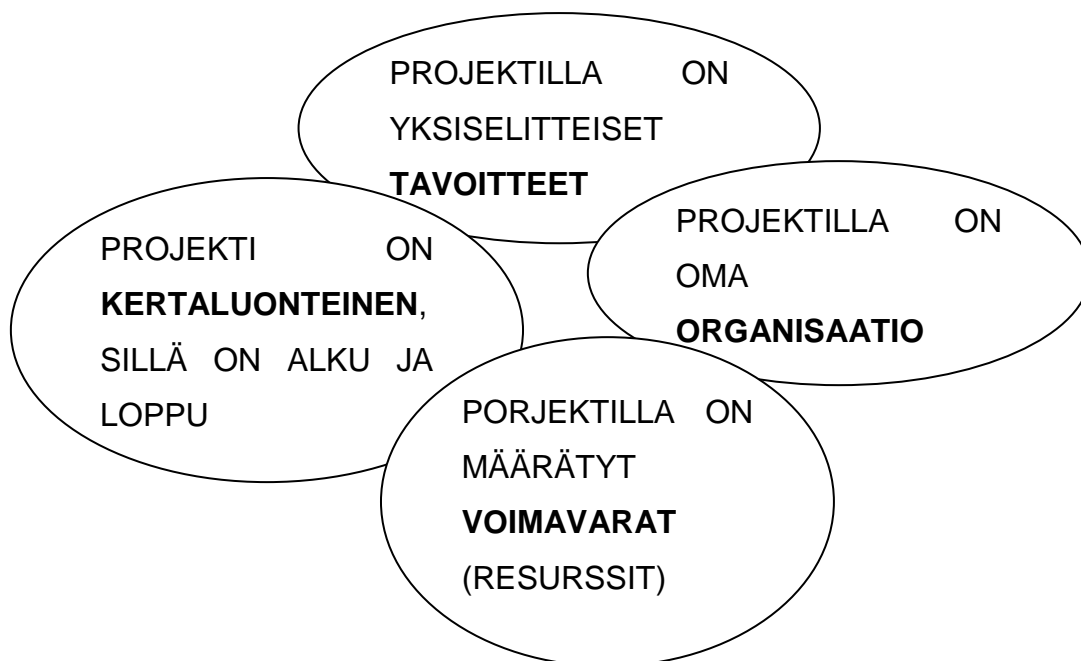 PROJEKTILLA ON
YKSISELITTEISET
TAVOITTEET
PROJEKTI ON
KERTALUONTEINEN,
SILLÄ ON ALKU JA
LOPPU
PROJEKTILLA ON
OMA
ORGANISAATIO
PORJEKTILLA ON
MÄÄRÄTYT
VOIMAVARAT
(RESURSSIT)